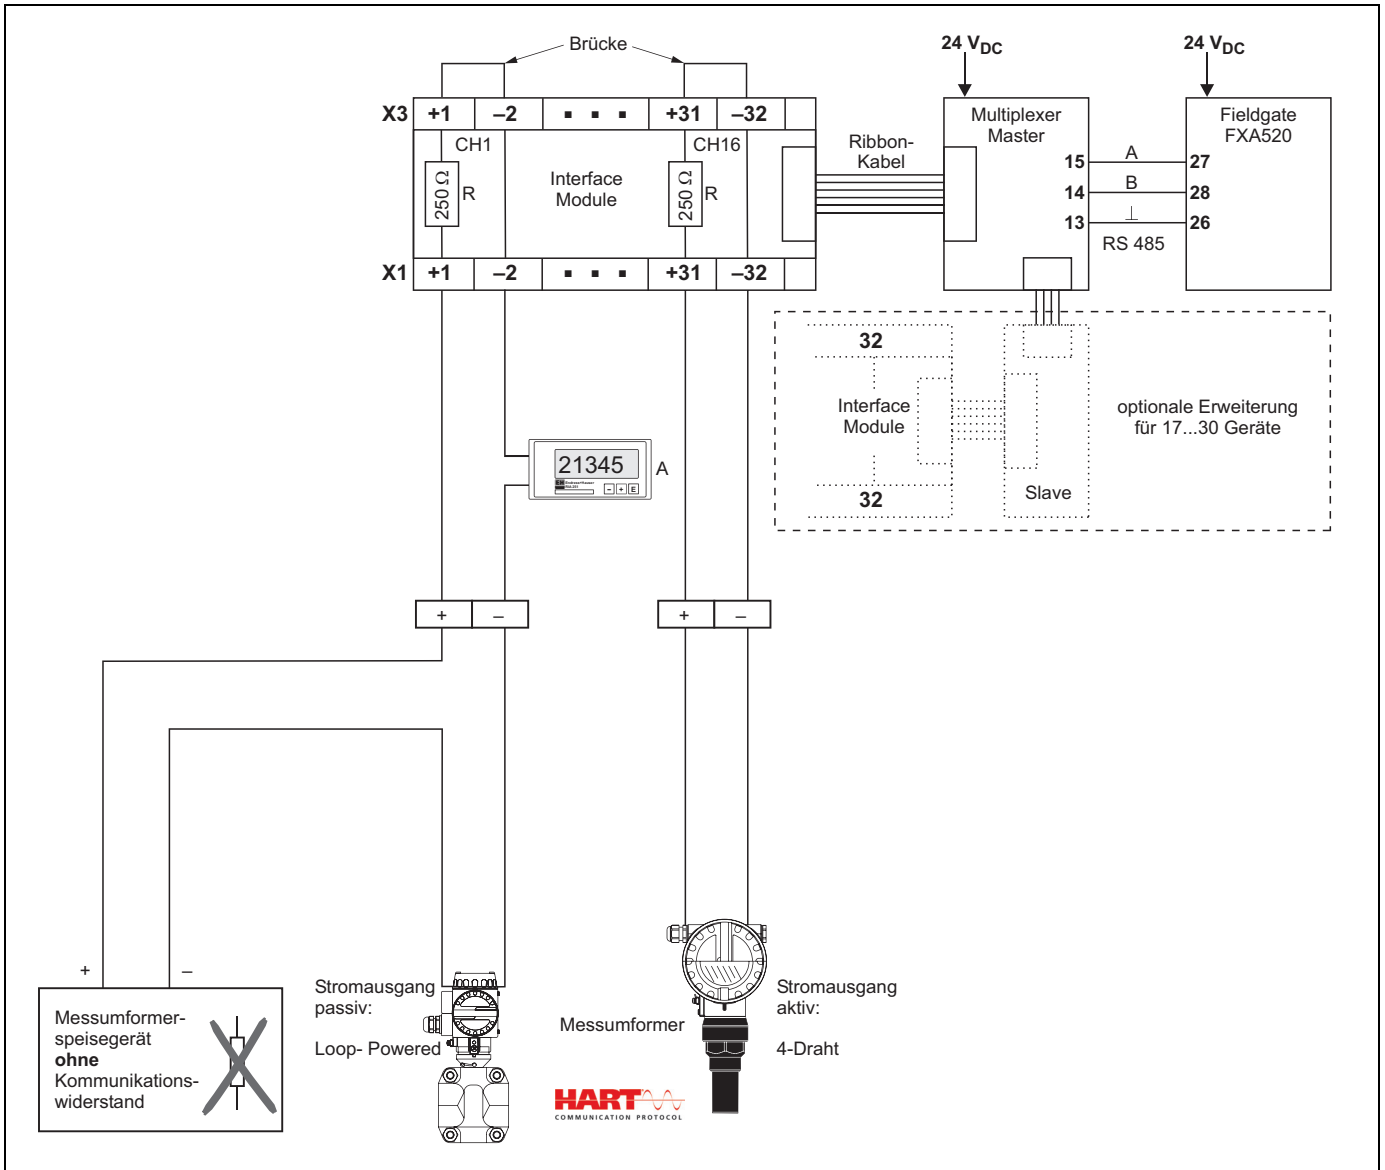 Brücke
24 VDC
24 VDC
X3 +1 –2 ▪ ▪ ▪ +31 –32
CH1
CH16
250 Ω
R
Interface
Module
250 Ω
R
X1 +1 –2 ▪ ▪ ▪ +31 –32
Ribbon-
Kabel
Multiplexer
Master
15
14
13
A
B
RS 485
Fieldgate
FXA520
27
28
26
32
Interface
Module
32
Slave
optionale Erweiterung
für 17...30 Geräte
21345
A
Endress+Hauser
– + E
+ –
+ –
+ –
Messumformer-
speisegerät
ohne
Kommunikations-
widerstand
Stromausgang
passiv:
Loop- Powered
Messumformer
Stromausgang
aktiv:
4-Draht
HART
COMMUNICATION PROTOCOL